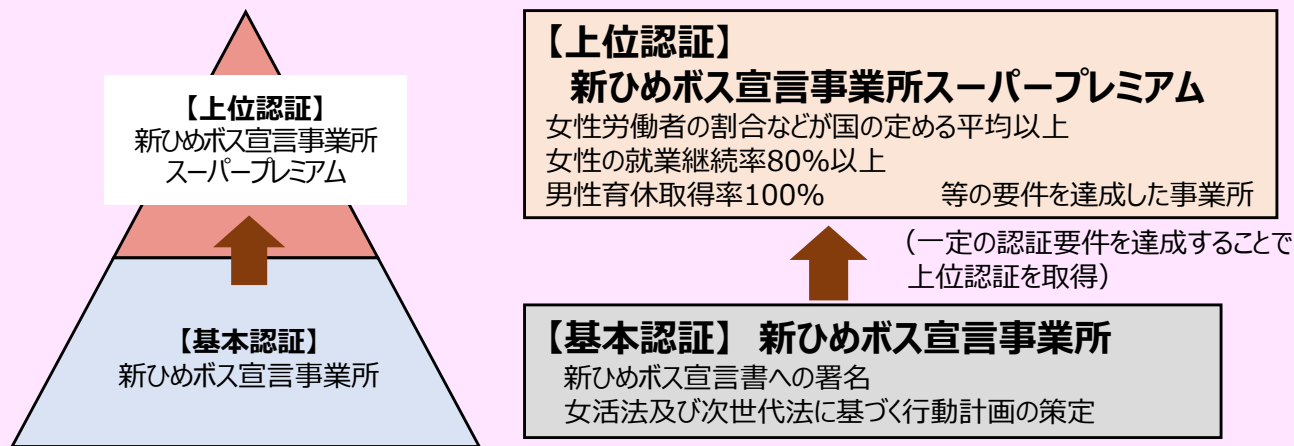 【上位認証】
新ひめボス宣言事業所
スーパープレミアム
【基本認証】
新ひめボス宣言事業所
【上位認証】
新ひめボス宣言事業所スーパープレミアム
女性労働者の割合などが国の定める平均以上
女性の就業継続率80%以上
男性育休取得率100% 等の要件を達成した事業所
（一定の認証要件を達成することで
上位認証を取得）
【基本認証】 新ひめボス宣言事業所
新ひめボス宣言書への署名
女活法及び次世代法に基づく行動計画の策定